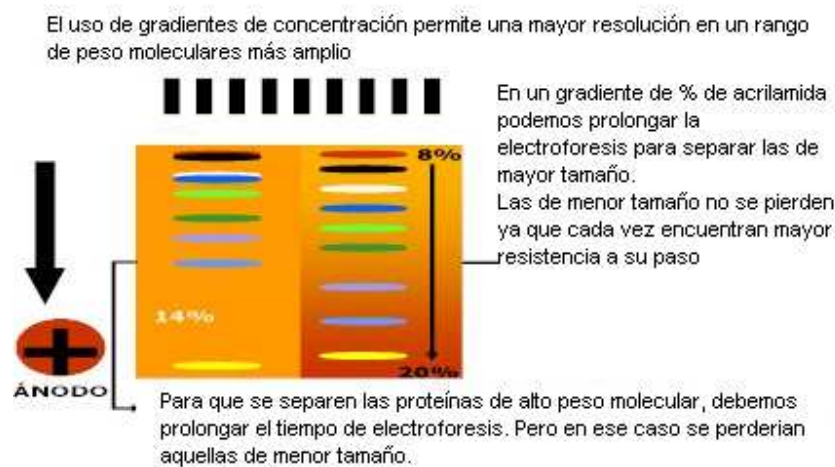 El uso de gradientes de concentración permite una mayor resolución en un rango
de peso moleculares más amplio
En un gradiente de % de acrilamida
podemos prolongar la
electroforesis para separar las de
mayor tamaño.
Las de menor tamaño no se pierden
ya que cada vez encuentran mayor
resistencia a su paso
8%
14%
20%
ÁNODO
Para que se separen las proteínas de alto peso molecular, debemos
prolongar el tiempo de electroforesis. Pero en ese caso se perderian
aquellas de menor tamaño.